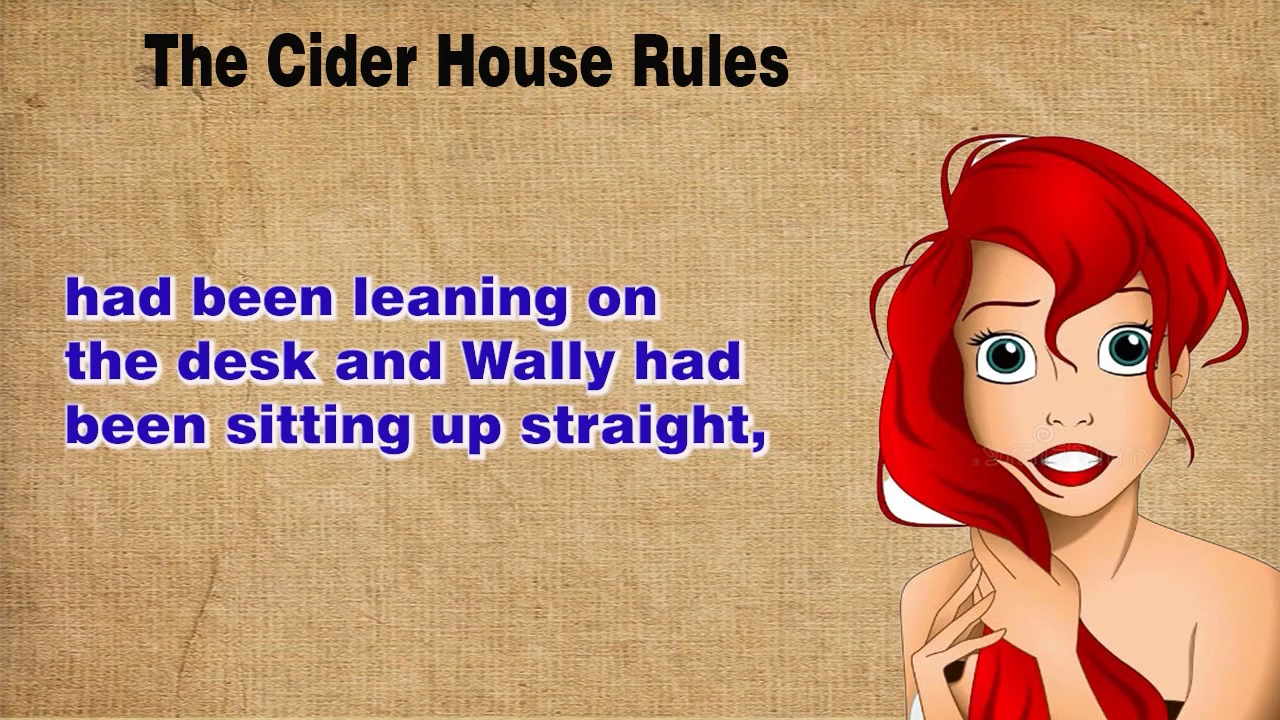 The Cider House Rules
had been leaning on
the desk and Wally had
been sitting up straight,